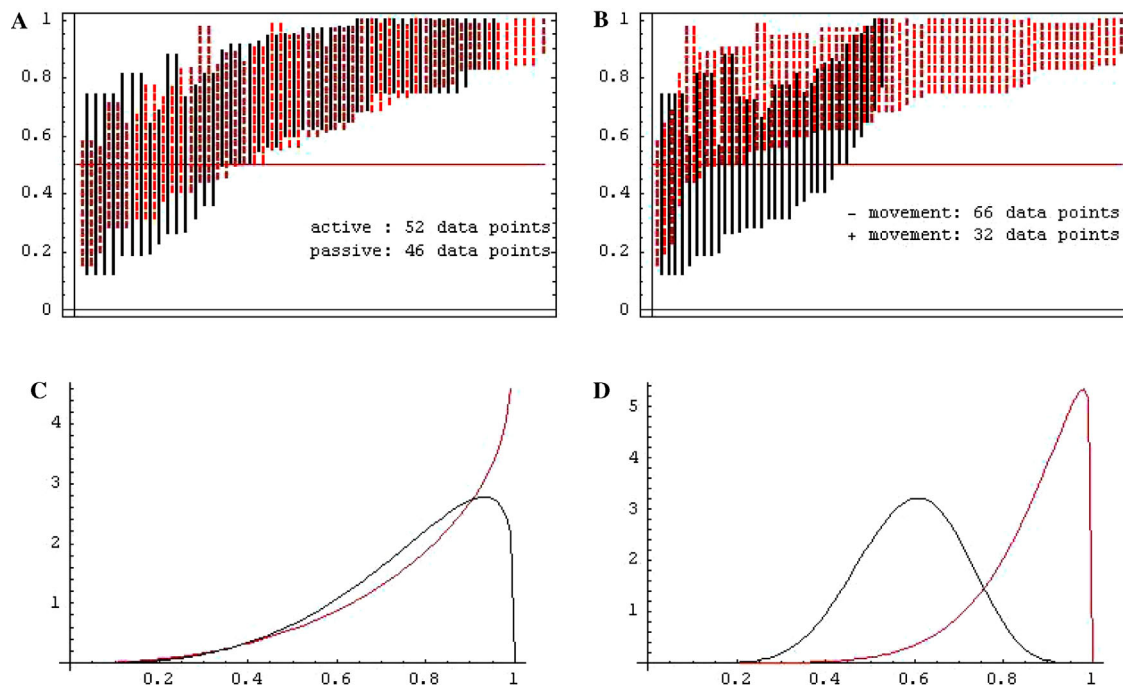 A
1
0.8
0.6
0.4
0.2
0
active : 52 data points
passive: 46 data points
B
1
0.8
0.6
0.4
0.2
0
- movement: 66 data points
+ movement: 32 data points
C
4
3
2
1
0.2 0.4 0.6 0.8 1
D
5
4
3
2
1
0.2 0.4 0.6 0.8 1